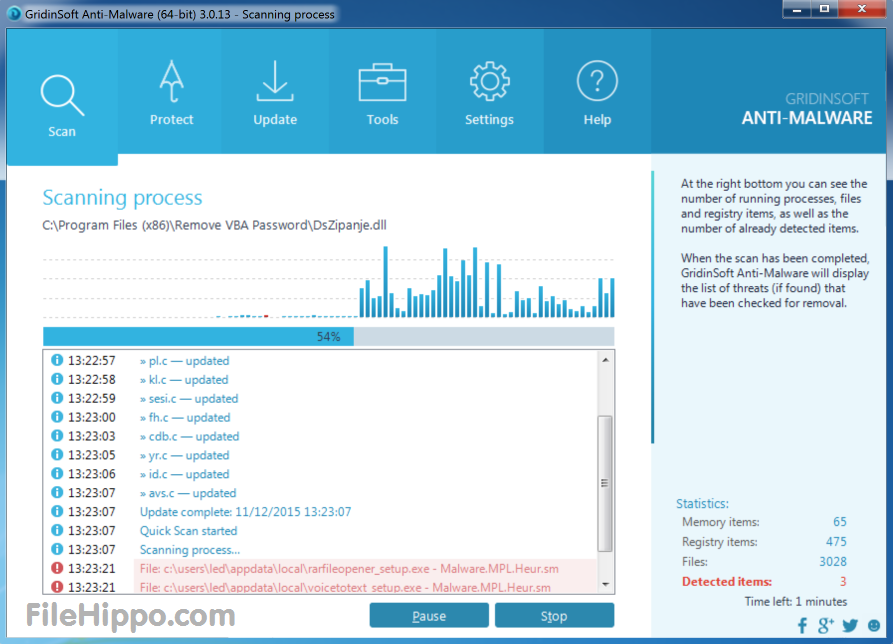 GridinSoft Anti-Malware (64-bit) 3.0.13 - Scanning process
Scan
Protect
Update
Tools
Settings
Help
GRIDINSOFT
ANTI-MALWARE
Scanning process
C:\Program Files (x86)\Remove VBA Password\DsZipanje.dll
54%
13:22:57 » pl.c — updated
13:22:58 » kl.c — updated
13:22:59 » sesi.c — updated
13:23:00 » fh.c — updated
13:23:03 » cdb.c — updated
13:23:05 » yr.c — updated
13:23:06 » id.c — updated
13:23:07 » avs.c — updated
13:23:07 Update complete: 11/12/2015 13:23:07
13:23:07 Quick Scan started
13:23:07 Scanning process...
13:23:21 File: c:\users\led\appdata\local\rarfileopener_setup.exe - Malware.MPL.Heur.sm
13:23:21 File: c:\users\led\appdata\local\voicetotext_setup.exe - Malware.MPL.Heur.sm
Pause
Stop
At the right bottom you can see the
number of running processes, files
and registry items, as well as the
number of already detected items.
When the scan has been completed,
GridinSoft Anti-Malware will display
the list of threats (if found) that
have been checked for removal.
Statistics:
Memory items: 65
Registry items: 475
Files: 3028
Detected items: 3
Time left: 1 minutes
FileHippo.com